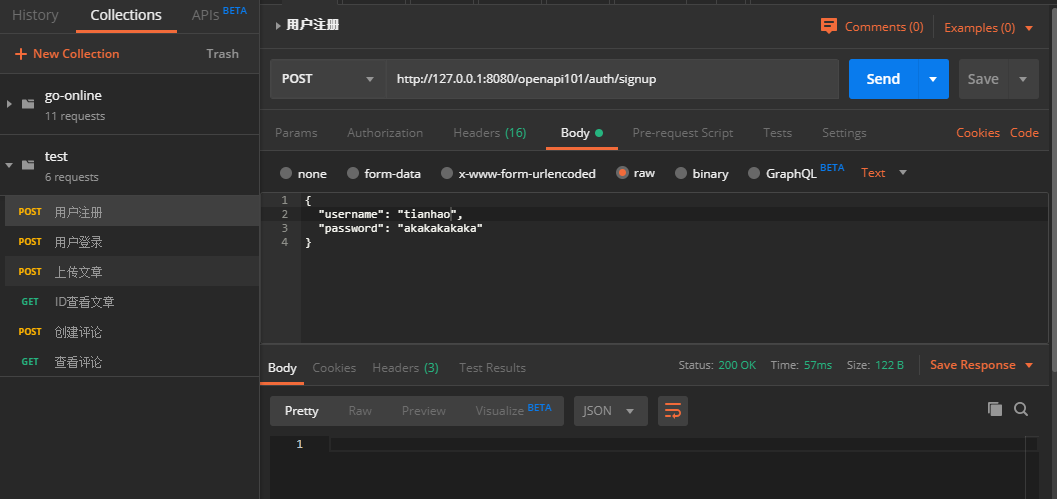 History Collections APIs BETA
+ New Collection Trash
go-online
11 requests
test
6 requests
POST 用户注册
POST 用户登录
POST 上传文章
GET ID查看文章
POST 创建评论
GET 查看评论
用户注册 Comments (0) Examples (0)
POST http://127.0.0.1:8080/openapi101/auth/signup Send Save
Params Authorization Headers (16) Body Pre-request Script Tests Settings Cookies Code
none form-data x-www-form-urlencoded raw binary GraphQL BETA Text
1 {
2 "username": "tianhao",
3 "password": "akakakakaka"
4 }
Body Cookies Headers (3) Test Results Status: 200 OK Time: 57ms Size: 122 B Save Response
Pretty Raw Preview Visualize BETA JSON
1